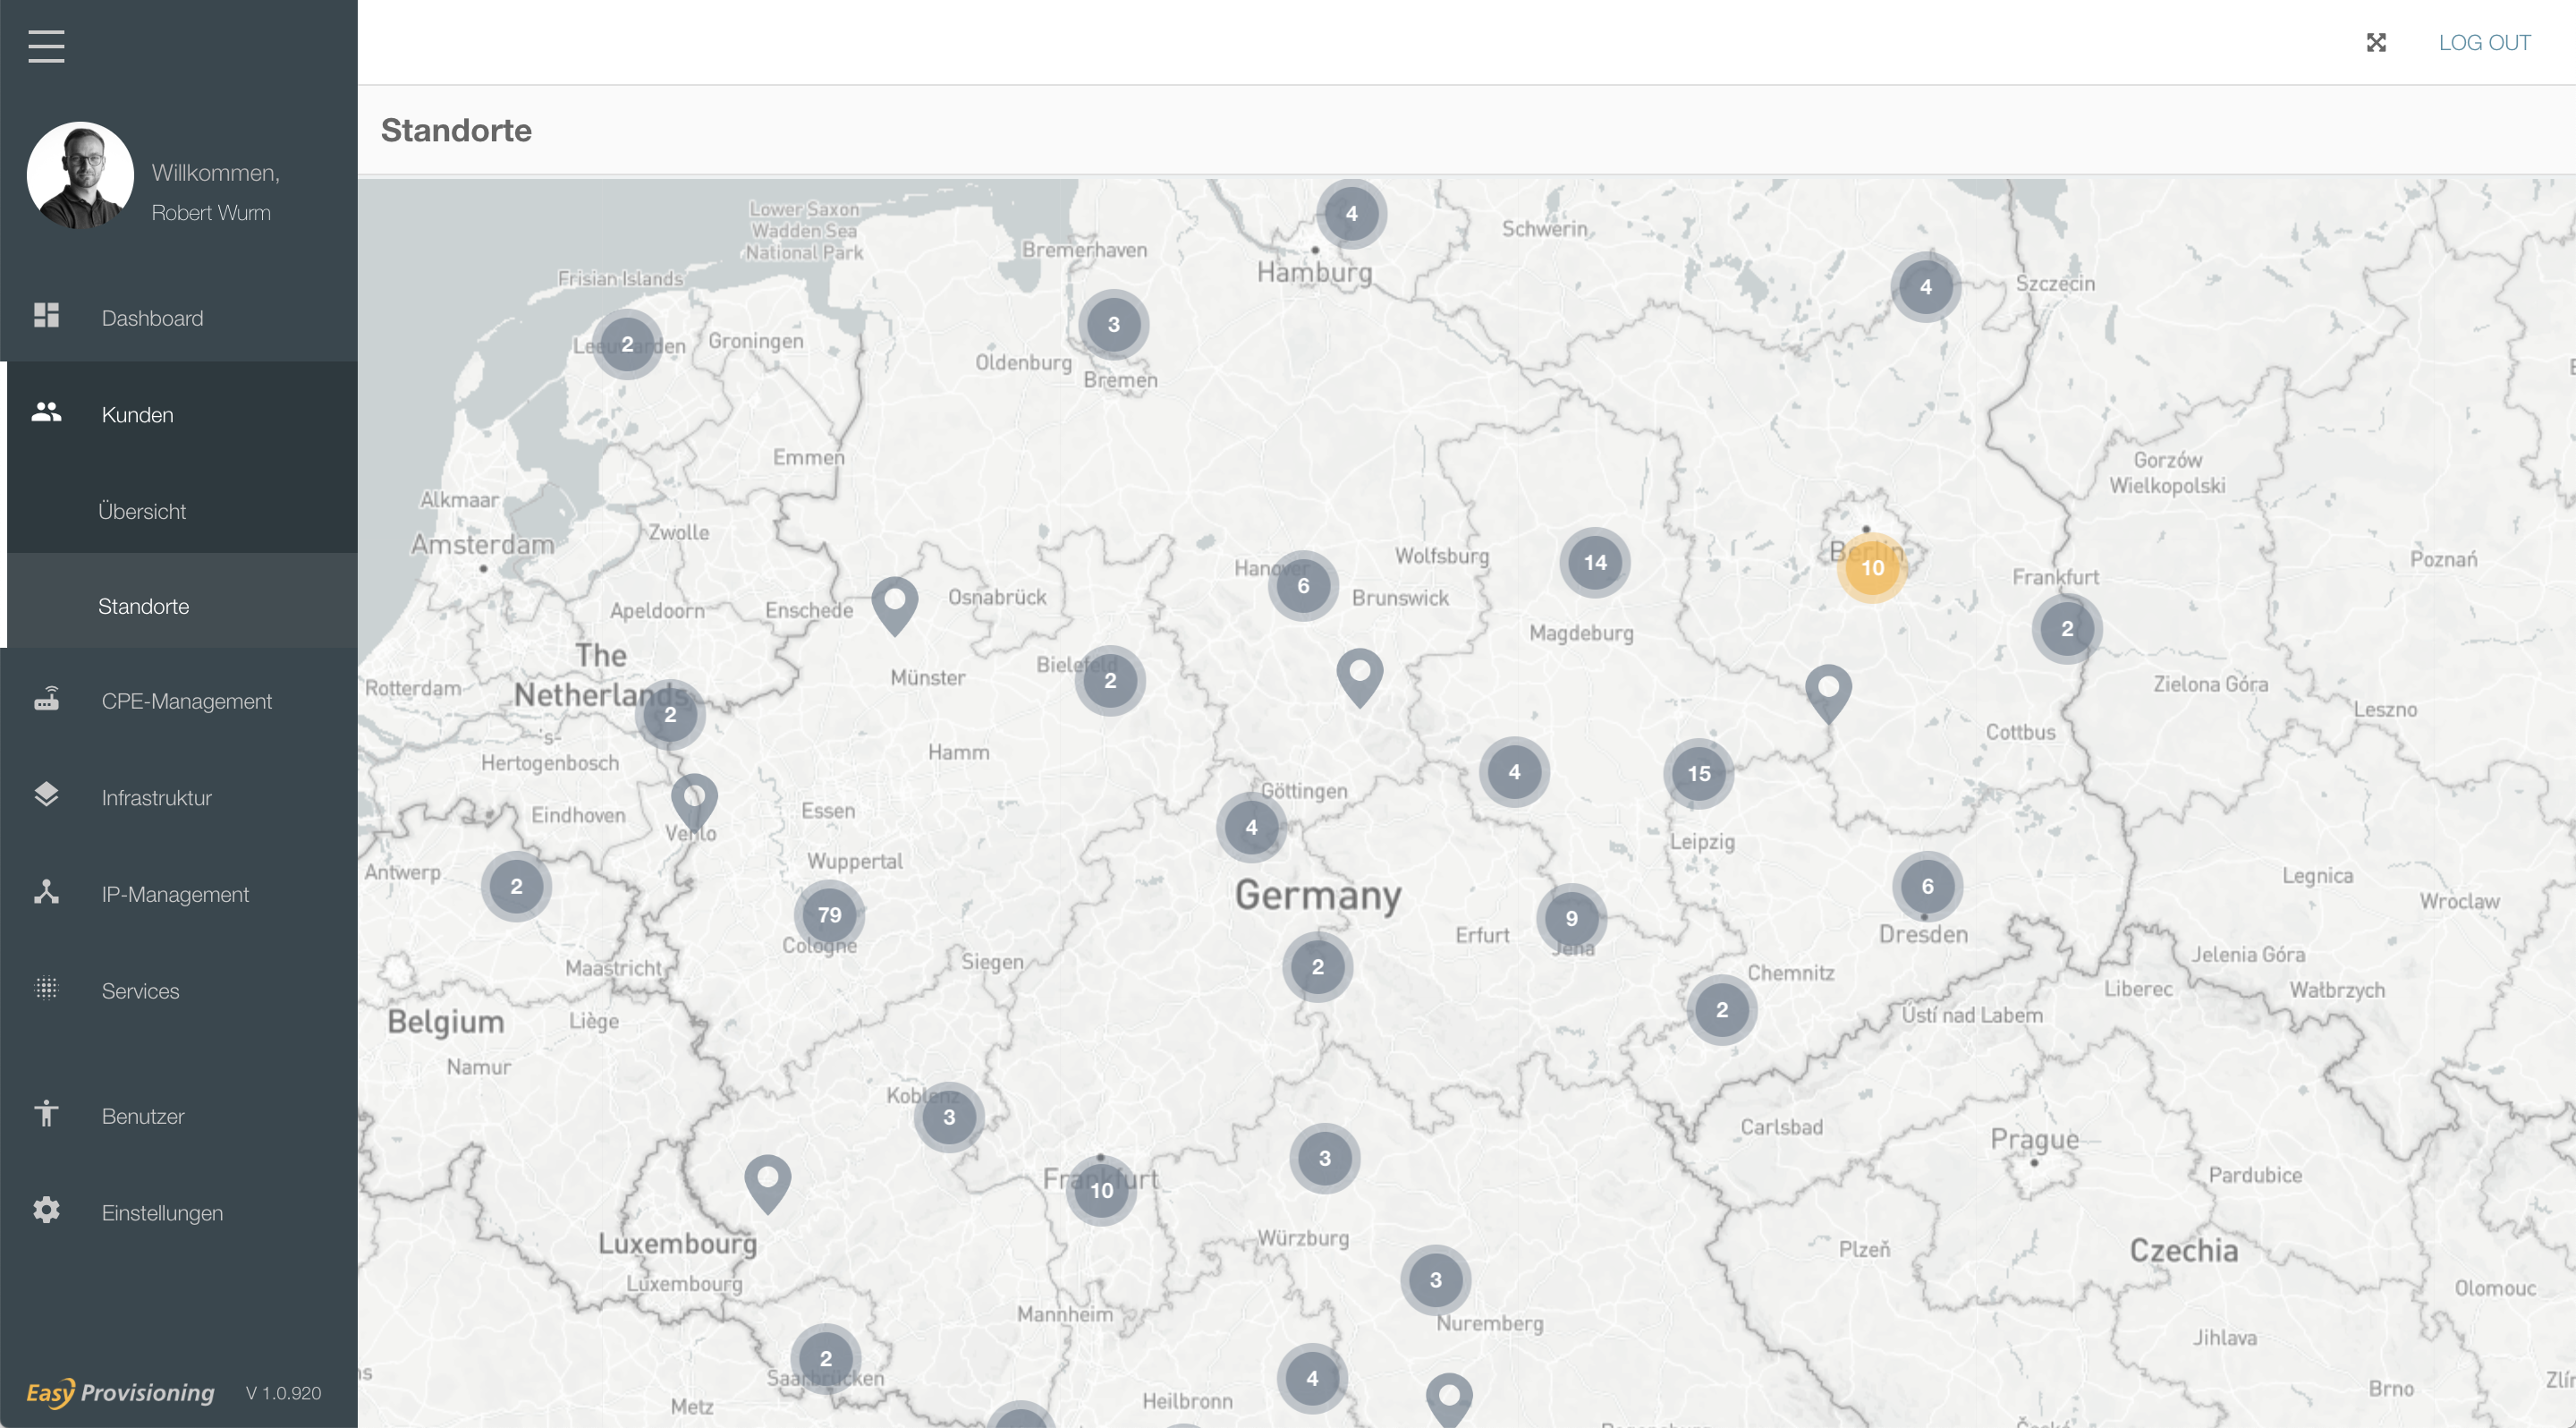 LOG OUT
Standorte
Willkommen,
Robert Wurm
Dashboard
Kunden
Übersicht
Standorte
CPE-Management
Infrastruktur
IP-Management
Services
Benutzer
Einstellungen
Easy Provisioning V 1.0.920
Lower Saxon
Wadden Sea
National Park
4
Schwerin
Bremerhaven
Hamburg
Frisian Islands
4
Szczecin
3
2
Leeuwarden
Groningen
Oldenburg
Bremen
Emmen
Gorzów
Wielkopolski
Alkmaar
Zwolle
Amsterdam
Hanover
6
Wolfsburg
14
Berlin
10
Poznań
Frankfurt
Apeldoorn
Enschede
Osnabrück
Brunswick
Magdeburg
2
The
Netherlands
Rotterdam
2
Münster
Bielefeld
2
Zielona Góra
Leszno
's-
Hertogenbosch
Hamm
Cottbus
4
15
Göttingen
Eindhoven
Venlo
Essen
4
Leipzig
Wuppertal
Antwerp
2
Germany
6
Legnica
Wrocław
79
Cologne
9
Erfurt
Jena
Dresden
Maastricht
Siegen
2
Chemnitz
Jelenia Góra
Liberec
Wałbrzych
Belgium
Liège
2
Ústí nad Labem
Namur
Koblenz
3
Carlsbad
Prague
3
Frankfurt
10
Pardubice
Luxembourg
Würzburg
Plzeň
Czechia
Luxembourg
3
Olomouc
Mannheim
Nuremberg
Jihlava
2
Saarbrücken
4
Metz
Heilbronn
Brno